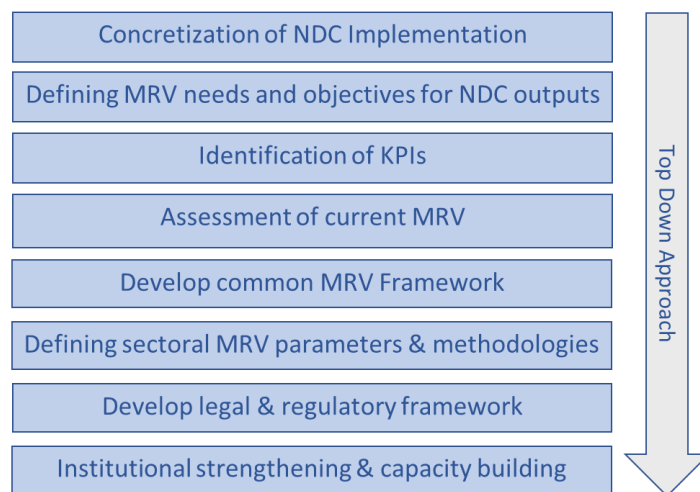 Concretization of NDC Implementation
Defining MRV needs and objectives for NDC outputs
Identification of KPIs
Assessment of current MRV
Develop common MRV Framework
Defining sectoral MRV parameters & methodologies
Develop legal & regulatory framework
Institutional strengthening & capacity building
Top Down Approach